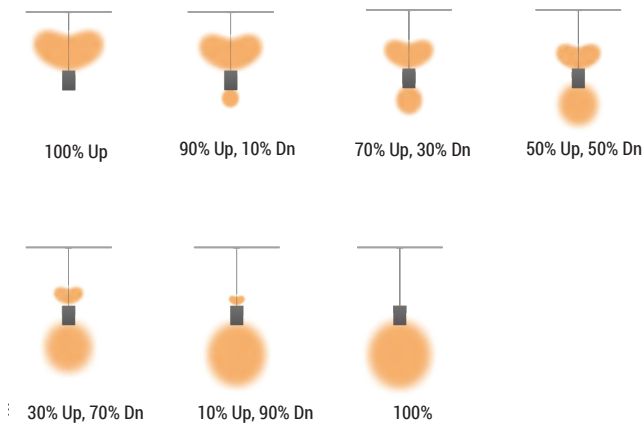 100% Up
90% Up, 10% Dn
70% Up, 30% Dn
50% Up, 50% Dn
30% Up, 70% Dn
10% Up, 90% Dn
100%